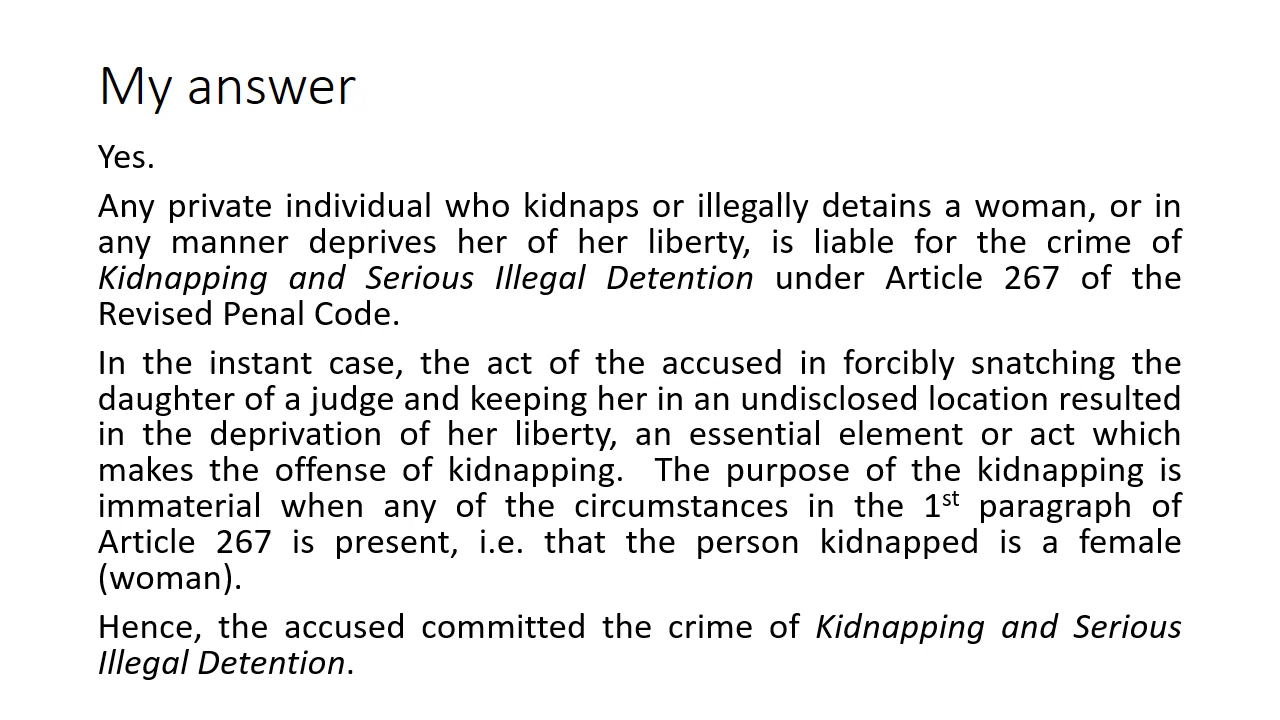 My answer
Yes.
Any private individual who kidnaps or illegally detains a woman, or in
any manner deprives her of her liberty, is liable for the crime of
Kidnapping and Serious Illegal Detention under Article 267 of the
Revised Penal Code.
In the instant case, the act of the accused in forcibly snatching the
daughter of a judge and keeping her in an undisclosed location resulted
in the deprivation of her liberty, an essential element or act which
makes the offense of kidnapping. The purpose of the kidnapping is
immaterial when any of the circumstances in the 1st paragraph of
Article 267 is present, i.e. that the person kidnapped is a female
(woman).
Hence, the accused committed the crime of Kidnapping and Serious
Illegal Detention.